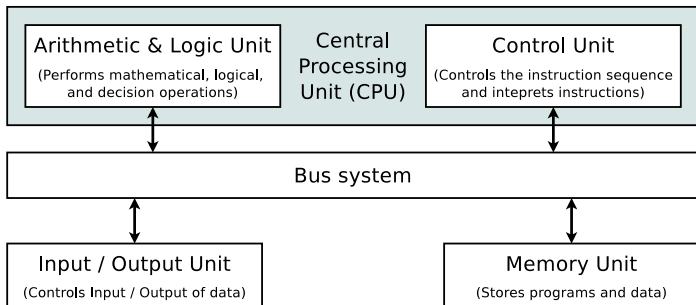 Arithmetic & Logic Unit
(Performs mathematical, logical,
and decision operations)
Central
Processing
Unit (CPU)
Control Unit
(Controls the instruction sequence
and inteprets instructions)
Bus system
Input / Output Unit
(Controls Input / Output of data)
Memory Unit
(Stores programs and data)